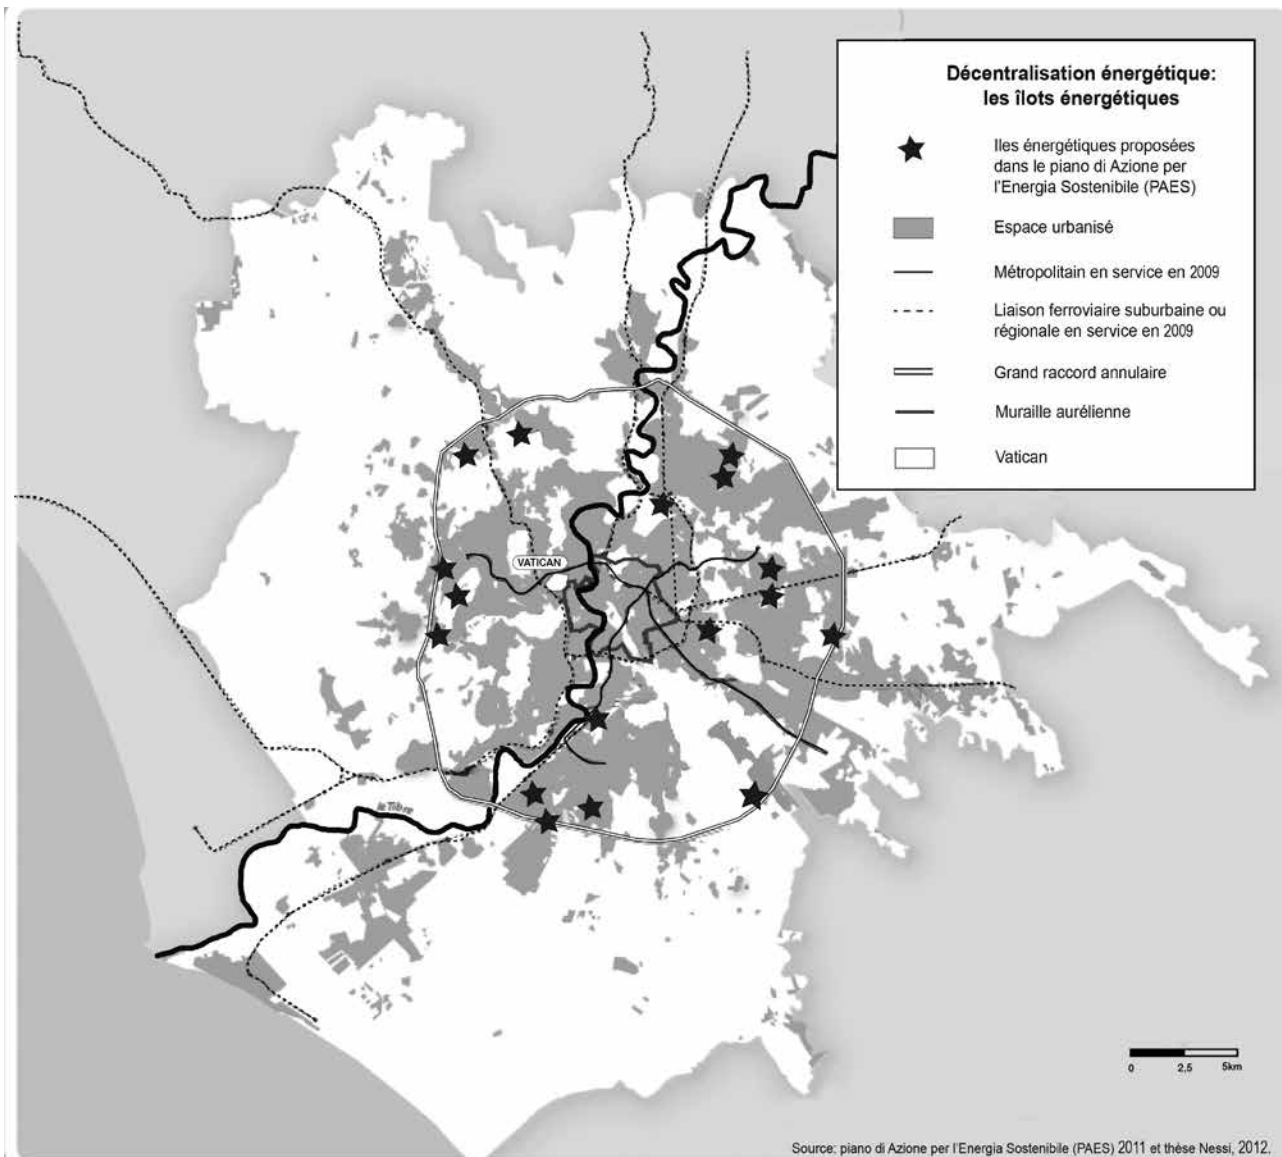 Décentralisation énergétique:
les îlots énergétiques
Iles énergétiques proposées
dans le piano di Azione per
l'Energia Sostenibile (PAES)
Espace urbanisé
Métropolitain en service en 2009
Liaison ferroviaire suburbaine ou
régionale en service en 2009
Grand raccord annulaire
Muraille aurélienne
Vatican
VATICAN
le Tibre
0 2,5 5km
Source: piano di Azione per l'Energia Sostenibile (PAES) 2011 et thèse Nessi, 2012.